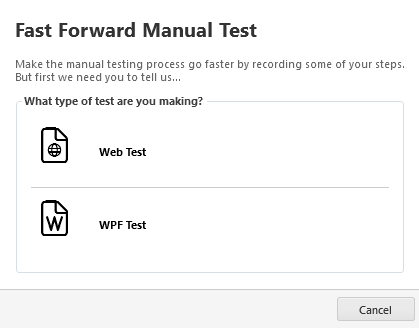 Fast Forward Manual Test
Make the manual testing process go faster by recording some of your steps.
But first we need you to tell us...
What type of test are you making?
Web Test
W
WPF Test
Cancel